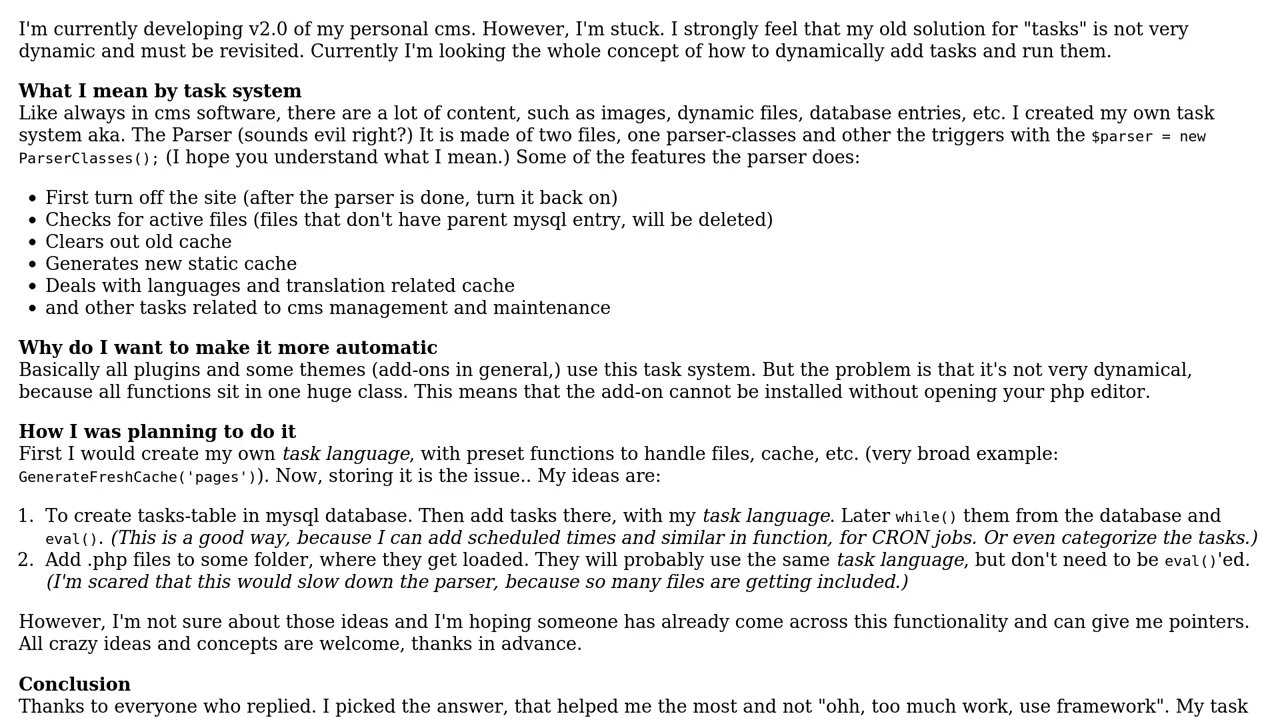 I'm currently developing v2.0 of my personal cms. However, I'm stuck. I strongly feel that my old solution for "tasks" is not very
dynamic and must be revisited. Currently I'm looking the whole concept of how to dynamically add tasks and run them.
What I mean by task system
Like always in cms software, there are a lot of content, such as images, dynamic files, database entries, etc. I created my own task
system aka. The Parser (sounds evil right?) It is made of two files, one parser-classes and other the triggers with the $parser = new
ParserClasses(); (I hope you understand what I mean.) Some of the features the parser does:
• First turn off the site (after the parser is done, turn it back on)
• Checks for active files (files that don't have parent mysql entry, will be deleted)
• Clears out old cache
• Generates new static cache
• Deals with languages and translation related cache
• and other tasks related to cms management and maintenance
Why do I want to make it more automatic
Basically all plugins and some themes (add-ons in general,) use this task system. But the problem is that it's not very dynamical,
because all functions sit in one huge class. This means that the add-on cannot be installed without opening your php editor.
How I was planning to do it
First I would create my own task language, with preset functions to handle files, cache, etc. (very broad example:
GenerateFreshCache('pages')). Now, storing it is the issue.. My ideas are:
1. To create tasks-table in mysql database. Then add tasks there, with my task language. Later while() them from the database and
eval(). (This is a good way, because I can add scheduled times and similar in function, for CRON jobs. Or even categorize the tasks.)
2. Add .php files to some folder, where they get loaded. They will probably use the same task language, but don't need to be eval()'ed.
(I'm scared that this would slow down the parser, because so many files are getting included.)
However, I'm not sure about those ideas and I'm hoping someone has already come across this functionality and can give me pointers.
All crazy ideas and concepts are welcome, thanks in advance.
Conclusion
Thanks to everyone who replied. I picked the answer, that helped me the most and not "ohh, too much work, use framework". My task